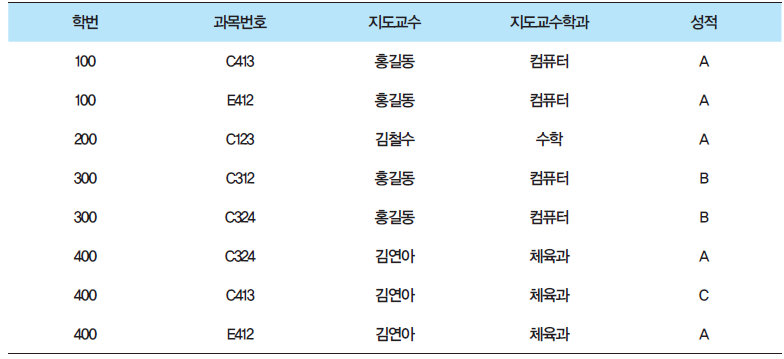 학번 과목번호 지도교수 지도교수학과 성적
100 C413 홍길동 컴퓨터 A
100 E412 홍길동 컴퓨터 A
200 C123 김철수 수학 A
300 C312 홍길동 컴퓨터 B
300 C324 홍길동 컴퓨터 B
400 C324 김연아 체육과 A
400 C413 김연아 체육과 C
400 E412 김연아 체육과 A